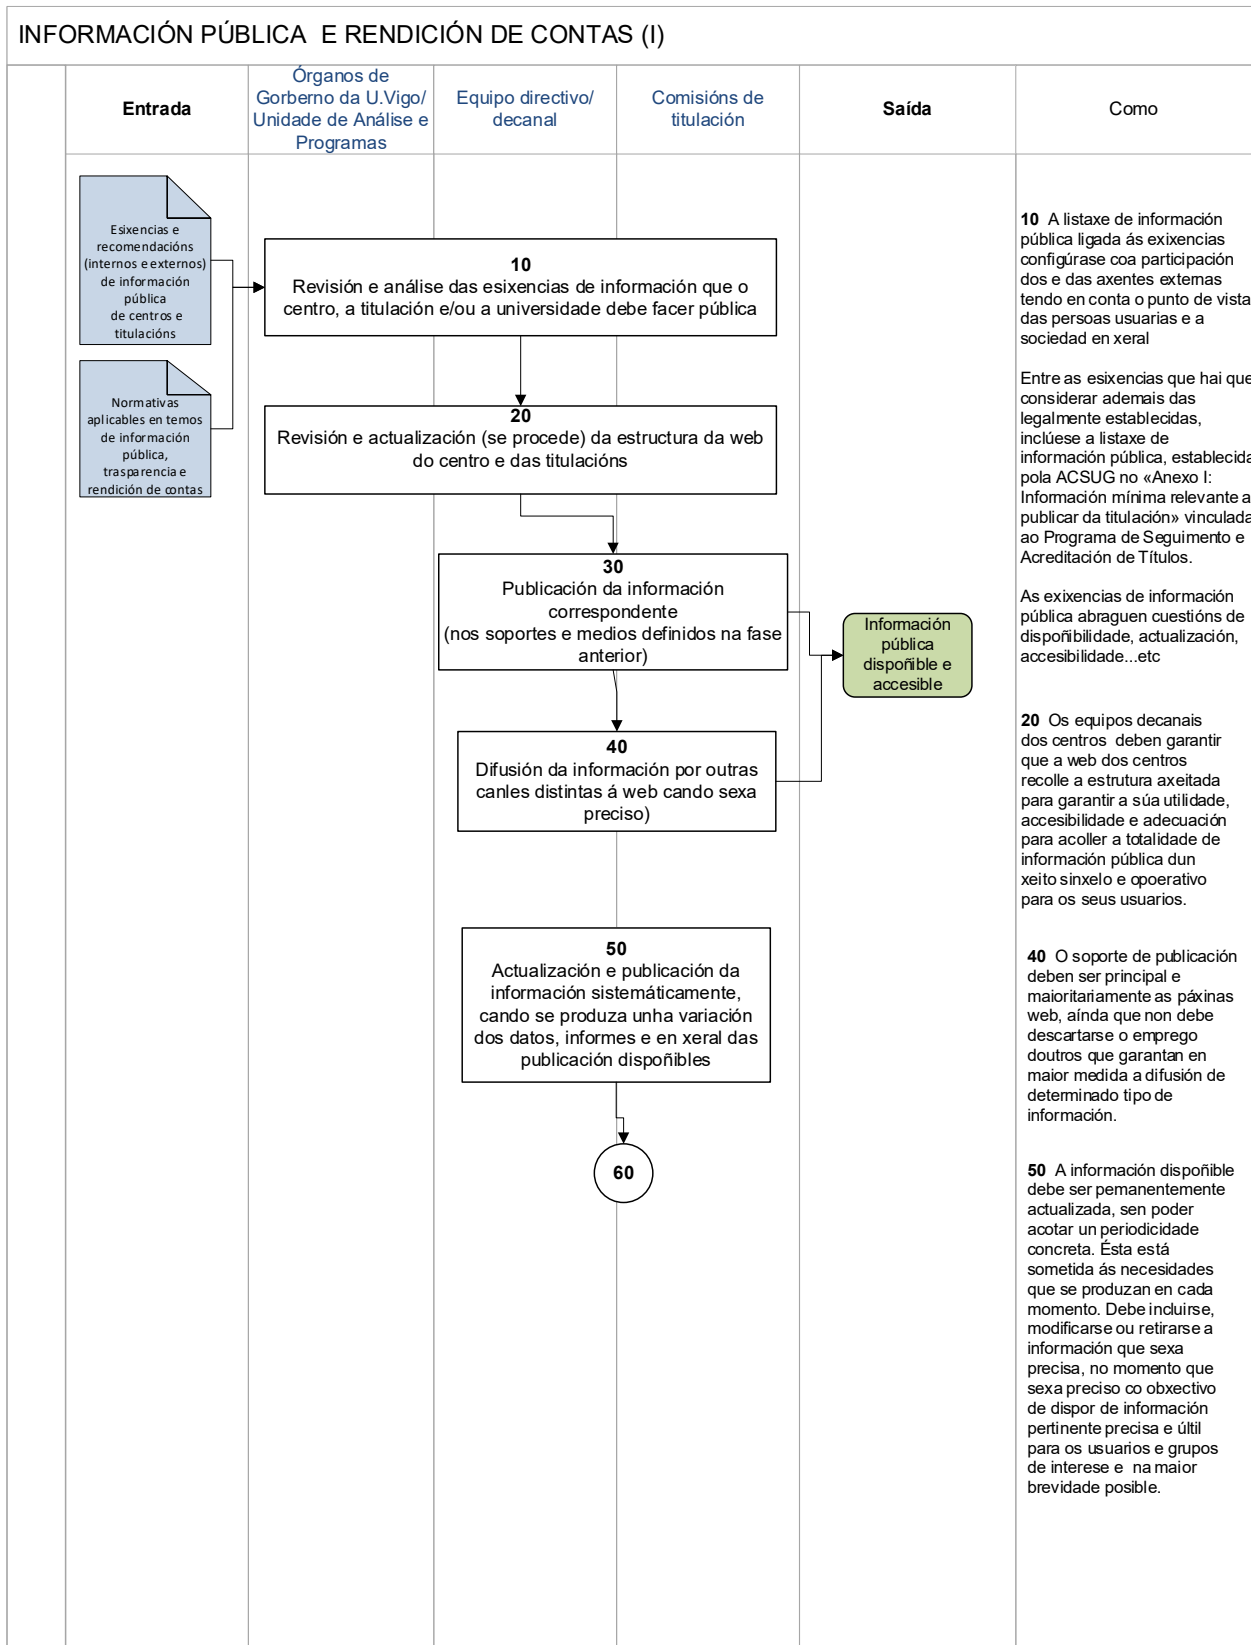 INFORMACIÓN PÚBLICA E RENDICIÓN DE CONTAS (I)
Entrada
Órganos de
Gorberno da U.Vigo/
Unidade de Análise e
Programas
Equipo directivo/
decanal
Comisións de
titulación
Saída
Como
Esixencias e
recomendacións
(internos e externos)
de información
pública
de centros e
titulacións
Normativas
aplicables en temos
de información
pública,
trasparencia e
rendición de contas
10
Revisión e análise das esixencias de información que o
centro, a titulación e/ou a universidade debe facer pública
20
Revisión e actualización (se procede) da estructura da web
do centro e das titulacións
30
Publicación da información
correspondente
(nos soportes e medios definidos na fase
anterior)
40
Difusión da información por outras
canles distintas á web cando sexa
preciso)
50
Actualización e publicación da
información sistemáticamente,
cando se produza unha variación
dos datos, informes e en xeral das
publicación dispoñibles
60
Información
pública
dispoñible e
accesible
10 A listaxe de información
pública ligada ás exixencias
configúrase coa participación
dos e das axentes externas
tendo en conta o punto de vista
das persoas usuarias e a
sociedad en xeral
Entre as esixencias que hai que
considerar ademais das
legalmente establecidas,
inclúese a listaxe de
información pública, establecida
pola ACSUG no «Anexo I:
Información mínima relevante a
publicar da titulación» vinculada
ao Programa de Seguimento e
Acreditación de Títulos.
As exixencias de información
pública abraguen cuestións de
dispoñibilidade, actualización,
accesibilidade...etc
20 Os equipos decanais
dos centros deben garantir
que a web dos centros
recolle a estrutura axeitada
para garantir a súa utilidade,
accesibilidade e adecuación
para acoller a totalidade de
información pública dun
xeito sinxelo e opoerativo
para os seus usuarios.
40 O soporte de publicación
deben ser principal e
maioritariamente as páxinas
web, aínda que non debe
descartarse o emprego
doutros que garantan en
maior medida a difusión de
determinado tipo de
información.
50 A información dispoñible
debe ser pemanentemente
actualizada, sen poder
acotar un periodicidade
concreta. Ésta está
sometida ás necesidades
que se produzan en cada
momento. Debe incluirse,
modificarse ou retirarse a
información que sexa
precisa, no momento que
sexa preciso co obxectivo
de dispor de información
pertinente precisa e últil
para os usuarios e grupos
de interese e na maior
brevidade posible.